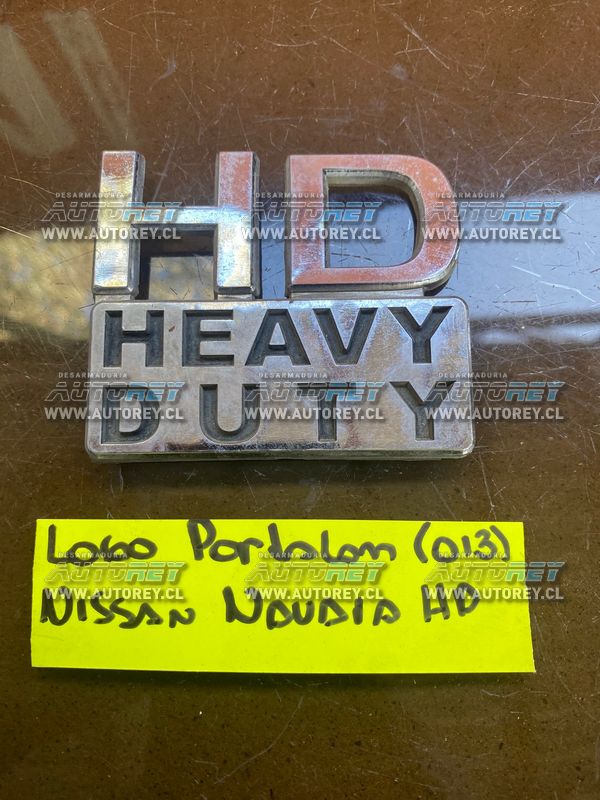 HD
HEAVY
DUTY
Logo Portalon (013)
NISSAN NAVARA HD
DESARMADURIA
AUTOREY
WWW.AUTOREY.CL